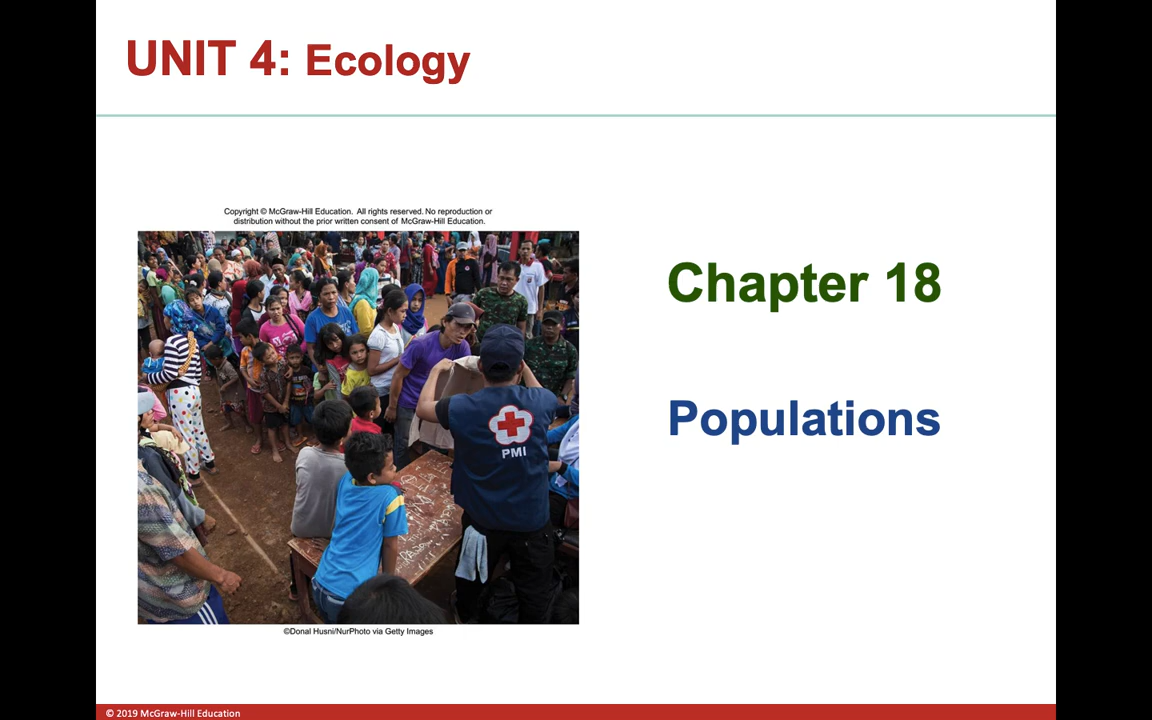 UNIT 4: Ecology
Copyright © McGraw-Hill Education. All rights reserved. No reproduction or
distribution without the prior written consent of McGraw-Hill Education.
PMI
©Donal Husni/NurPhoto via Getty Images
Chapter 18
Populations
© 2019 McGraw-Hill Education